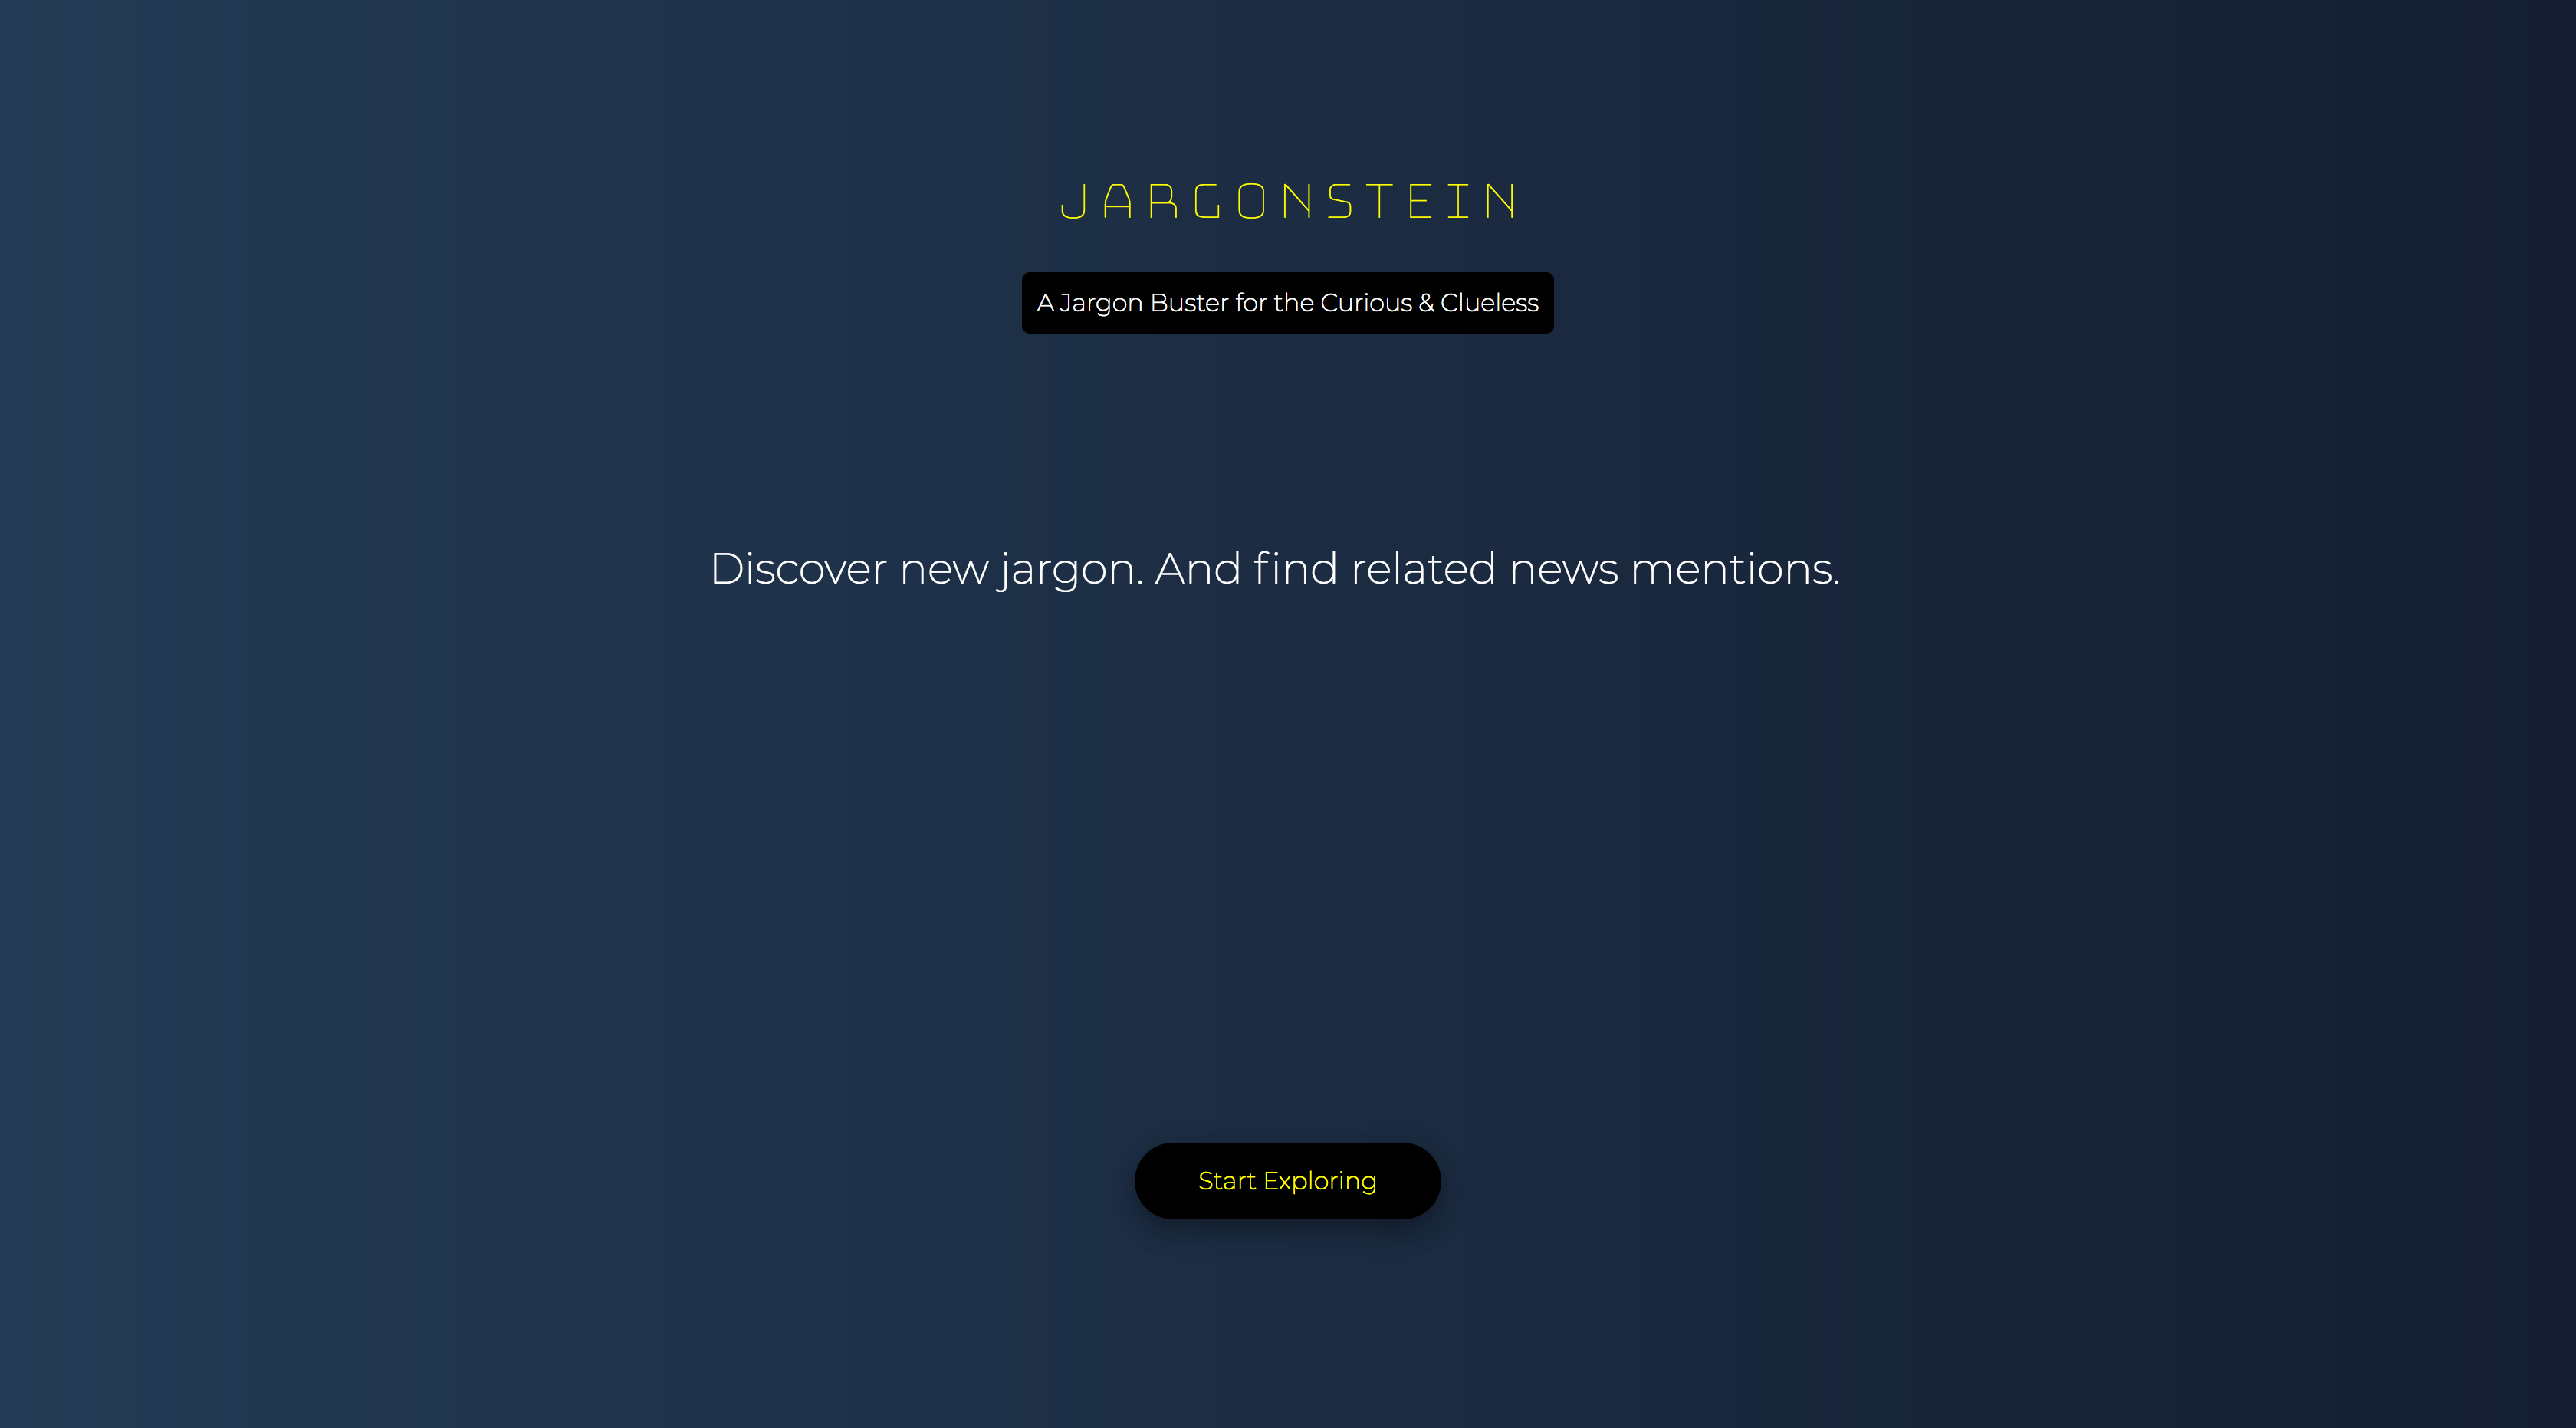 JARGONSTEIN
A Jargon Buster for the Curious & Clueless
Discover new jargon. And find related news mentions.
Start Exploring